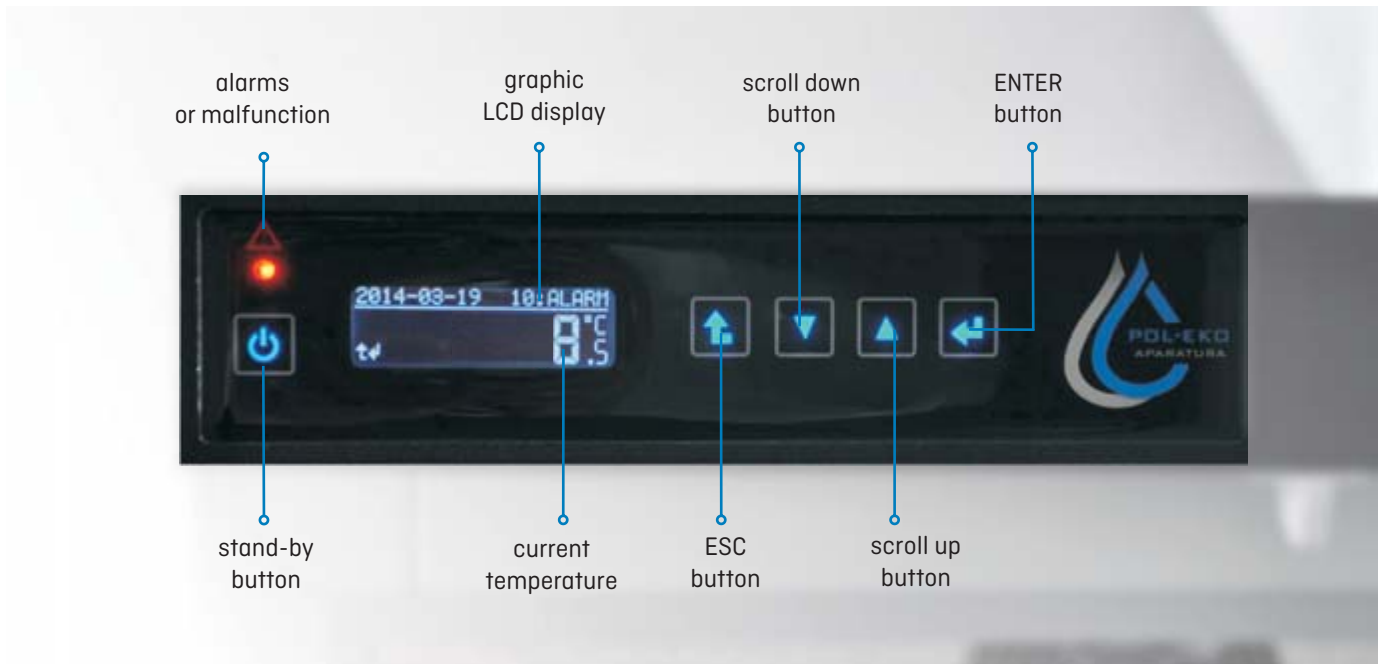 alarms
or malfunction
graphic
LCD display
scroll down
button
ENTER
button
2014-03-19 10:ALARM
8.5 °C
POL-EKO
APARATURA
stand-by
button
current
temperature
ESC
button
scroll up
button